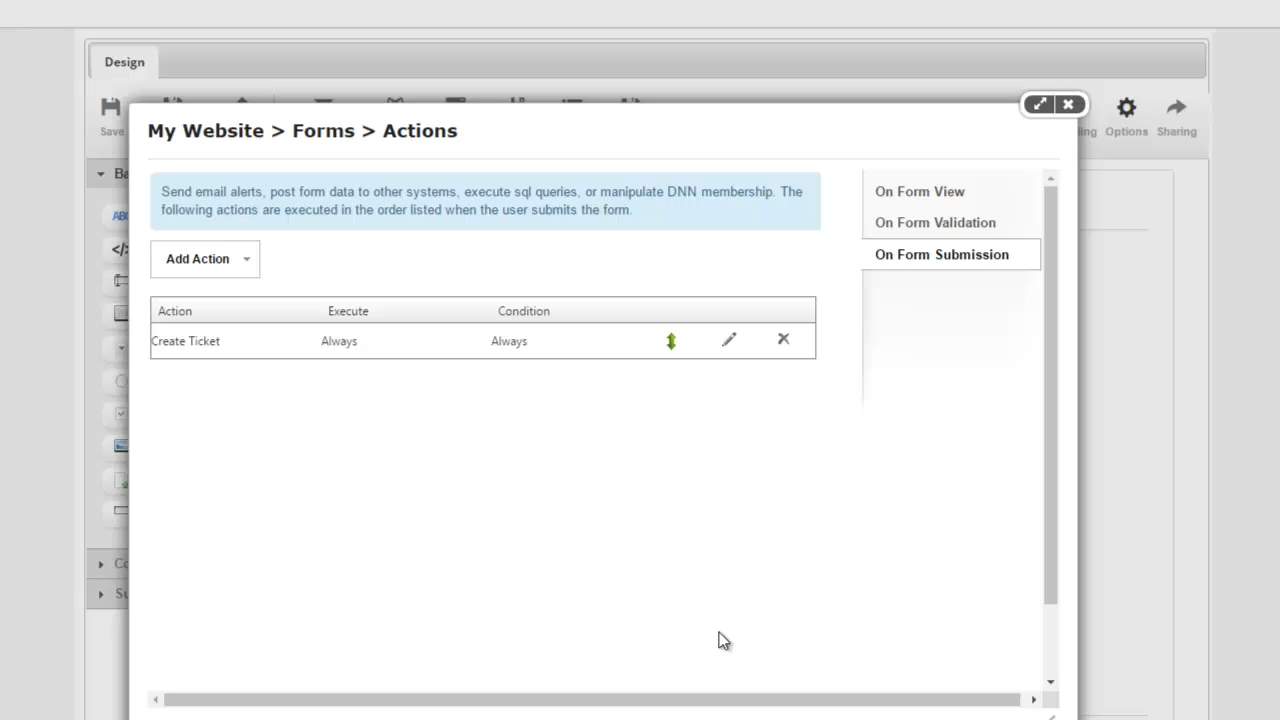 Design
Save
Options
Sharing
My Website > Forms > Actions
Send email alerts, post form data to other systems, execute sql queries, or manipulate DNN membership. The
following actions are executed in the order listed when the user submits the form.
Add Action
Action Execute Condition
Create Ticket Always Always
On Form View
On Form Validation
On Form Submission